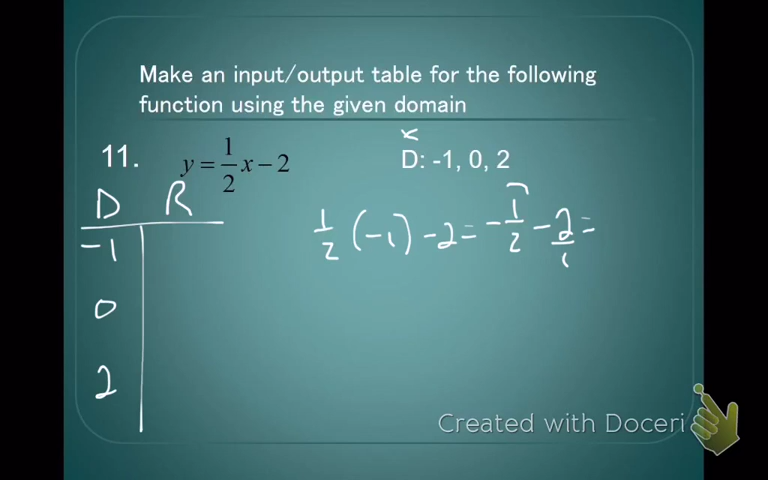 Make an input/output table for the following
function using the given domain
x
11. y = 1/2 x − 2 D: -1, 0, 2
D R
1/2 (-1) - 2 = - 1/2 - 2/1 =
-1
0
2
Created with Doceri